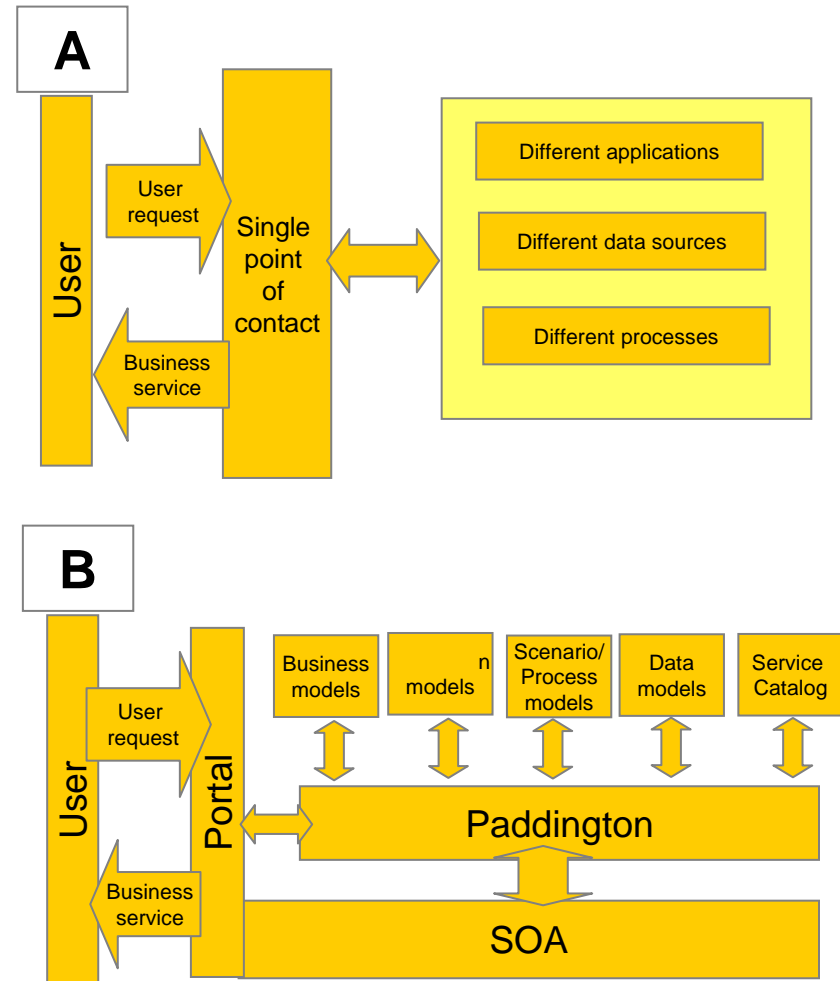 A
User
User
request
Single
point
of
contact
Business
service
Different applications
Different data sources
Different processes
B
User
User
request
Business
service
Portal
Business
models
n
models
Scenario/
Process
models
Data
models
Service
Catalog
Paddington
SOA